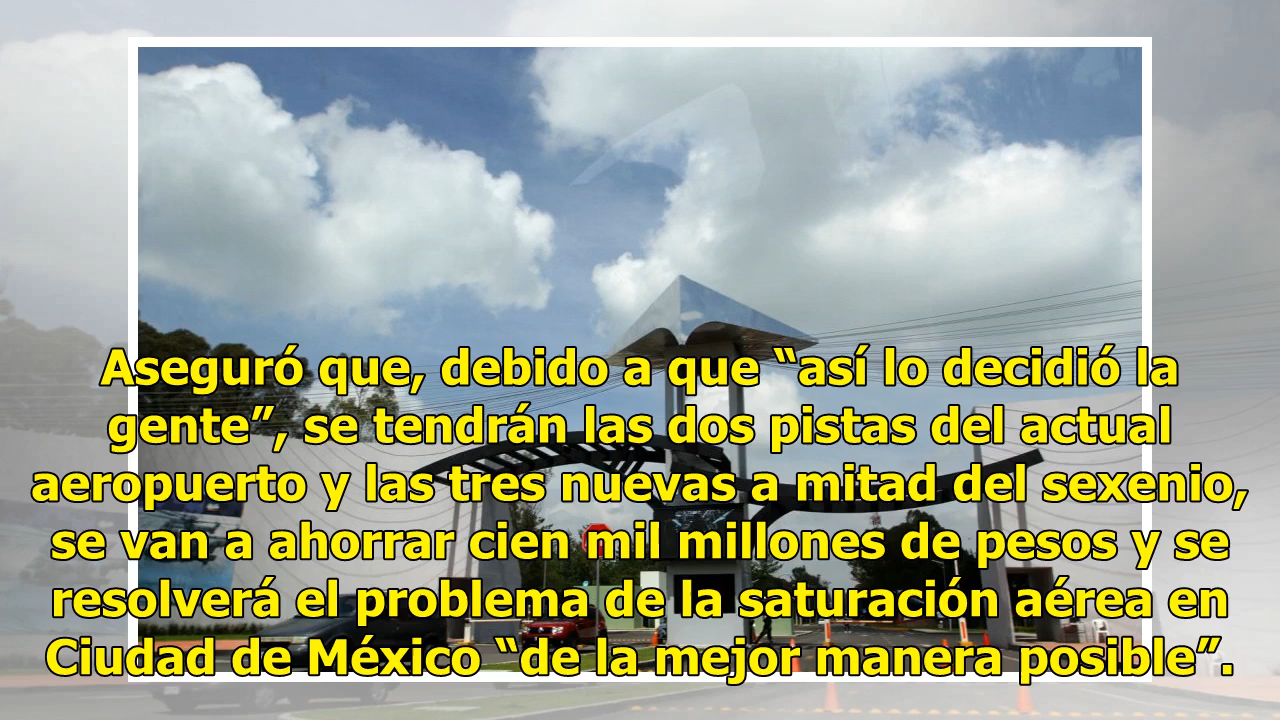 Aseguró que, debido a que “así lo decidió la
gente”, se tendrán las dos pistas del actual
aeropuerto y las tres nuevas a mitad del sexenio,
se van a ahorrar cien mil millones de pesos y se
resolverá el problema de la saturación aérea en
Ciudad de México “de la mejor manera posible”.